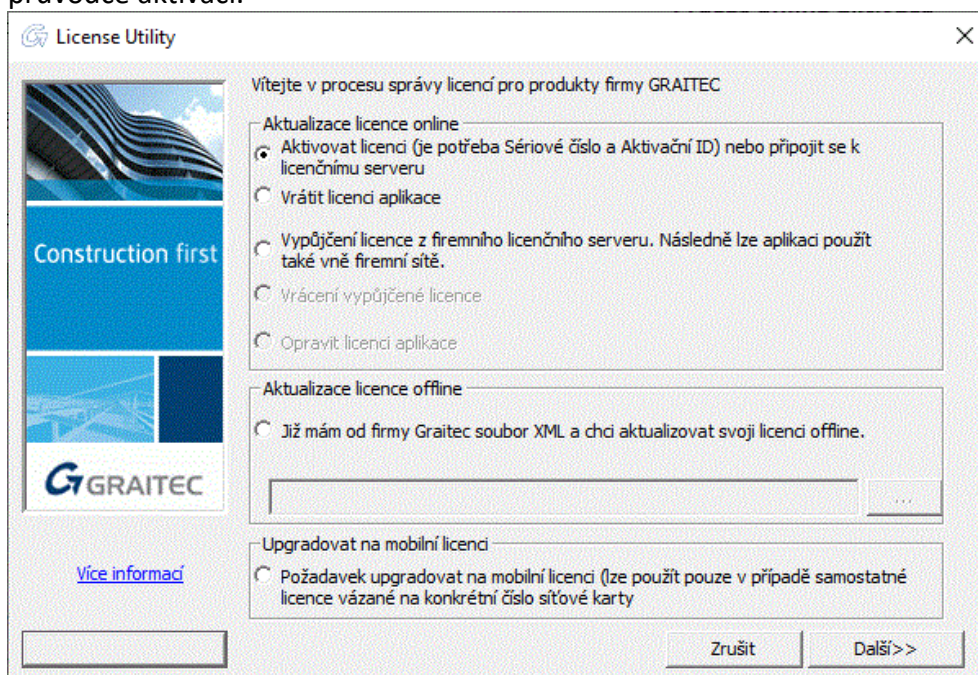 průvodce aktivací.
License Utility
Vítejte v procesu správy licencí pro produkty firmy GRAITEC
Aktualizace licence online
Aktivovat licenci (je potřeba Sériové číslo a Aktivační ID) nebo připojit se k
licenčnímu serveru
Vrátit licenci aplikace
Vypůjčení licence z firemního licenčního serveru. Následně lze aplikaci použít
také vně firemní sítě.
Vrácení vypůjčené licence
Opravit licenci aplikace
Construction first
Aktualizace licence offline
Již mám od firmy Graitec soubor XML a chci aktualizovat svoji licenci offline.
...
GRAITEC
Upgradovat na mobilní licenci
Požadavek upgradovat na mobilní licenci (lze použít pouze v případě samostatné
licence vázané na konkrétní číslo síťové karty
Více informací
Zrušit
Další>>